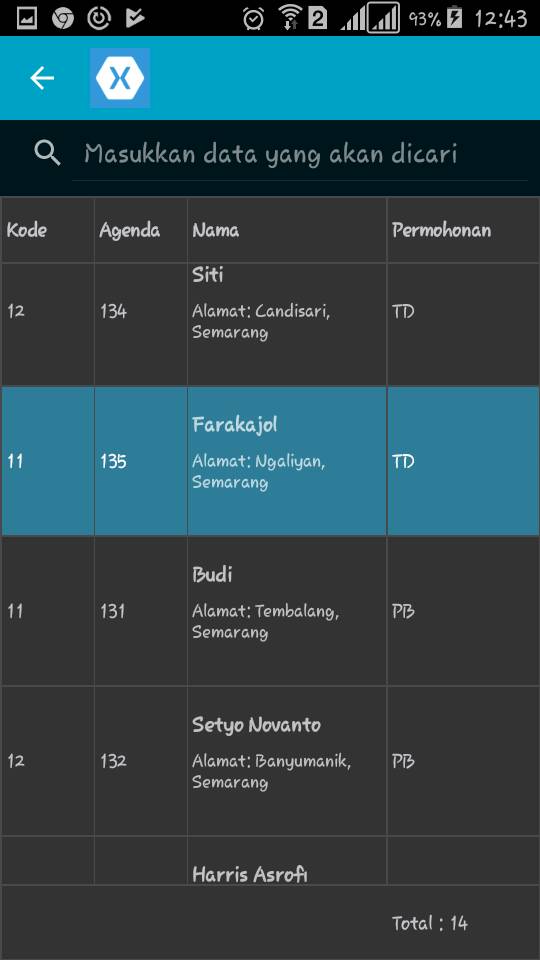 2 93% 12:43
X
Masukkan data yang akan dicari
Kode Agenda Nama Permohonan
Siti
12 134 Alamat: Candisari, TD
Semarang
Farakajol
11 135 Alamat: Ngaliyan, TD
Semarang
Budi
11 131 Alamat: Tembalang, PB
Semarang
Setyo Novanto
12 132 Alamat: Banyumanik, PB
Semarang
Harris Asrofi
Total : 14